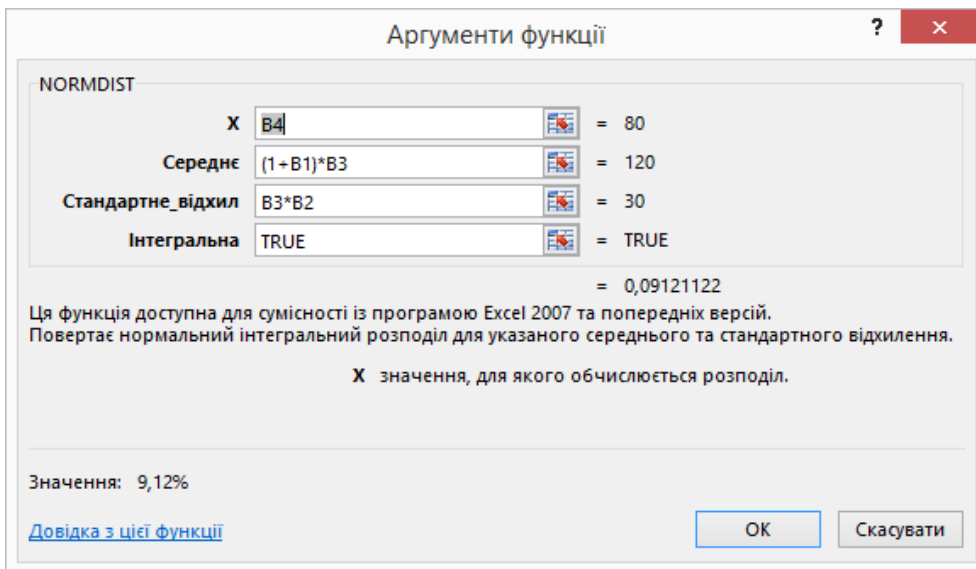 Аргументи функції
?
×
NORMDIST
X B4 = 80
Середнє (1+B1)*B3 = 120
Стандартне_відхил B3*B2 = 30
Інтегральна TRUE = TRUE
= 0,09121122
Ця функція доступна для сумісності із програмою Excel 2007 та попередніх версій.
Повертає нормальний інтегральний розподіл для указаного середнього та стандартного відхилення.
X значення, для якого обчислюється розподіл.
Значення: 9,12%
Довідка з цієї функції
OK Скасувати